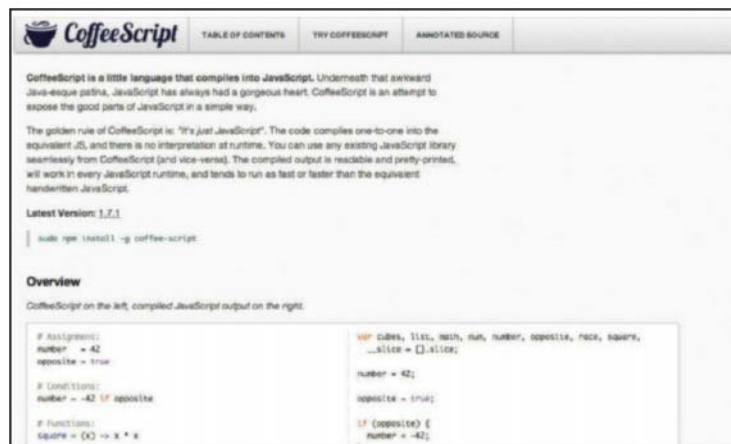 CoffeeScript TABLE OF CONTENTS TRY COFFEESCRIPT ANNOTATED SOURCE
CoffeeScript is a little language that compiles into JavaScript. Underneath that awkward
Java-esque patina, JavaScript has always had a gorgeous heart. CoffeeScript is an attempt to
expose the good parts of JavaScript in a simple way.
The golden rule of CoffeeScript is: "It's just JavaScript". The code compiles one-to-one into the
equivalent JS, and there is no interpretation at runtime. You can use any existing JavaScript library
seamlessly from CoffeeScript (and vice-versa). The compiled output is readable and pretty-printed,
will work in every JavaScript runtime, and tends to run as fast or faster than the equivalent
handwritten JavaScript.
Latest Version: 1.7.1
sudo npm install -g coffee-script
Overview
CoffeeScript on the left, compiled JavaScript output on the right.
# Assignment:
number = 42
opposite = true
# Conditions:
number = -42 if opposite
# Functions:
square = (x) -> x * x
var cubes, list, math, num, number, opposite, race, square,
__slice = [].slice;
number = 42;
opposite = true;
if (opposite) {
number = -42;